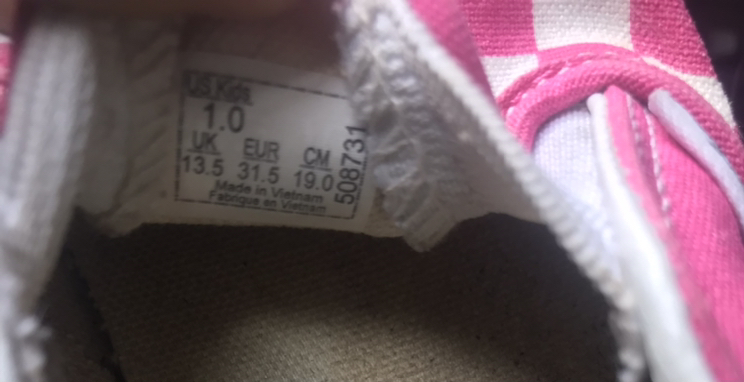 US Kids
1.0
UK EUR CM
13.5 31.5 19.0
Made in Vietnam
Fabrique en Vietnam
508731